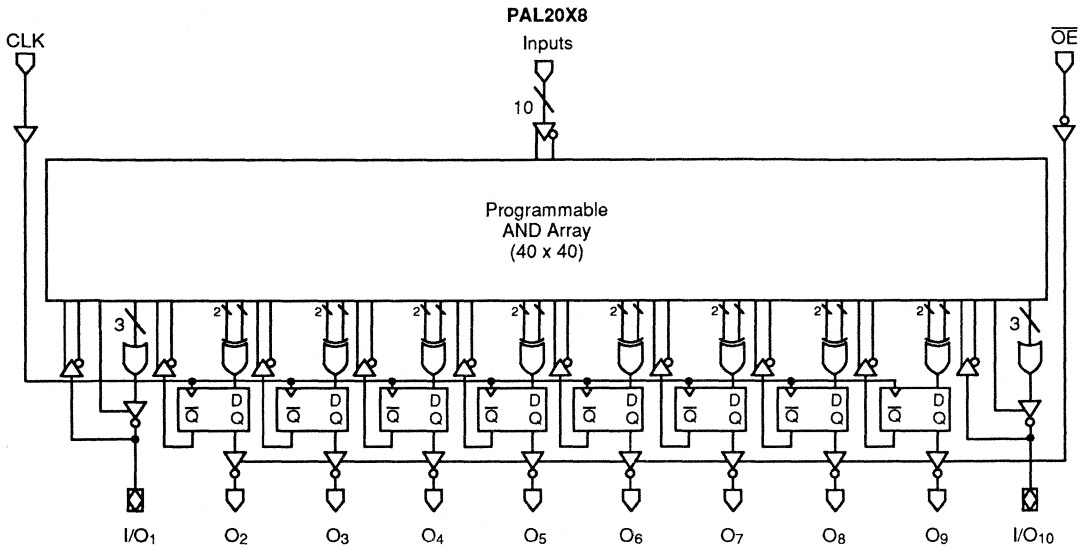 PAL20X8
CLK
Inputs
O̅E̅
10
Programmable
AND Array
(40 x 40)
3 2 2 2 2 2 2 2 2 3
Q̅ D Q Q̅ D Q Q̅ D Q Q̅ D Q Q̅ D Q Q̅ D Q Q̅ D Q Q̅ D Q
I/O₁ O₂ O₃ O₄ O₅ O₆ O₇ O₈ O₉ I/O₁₀